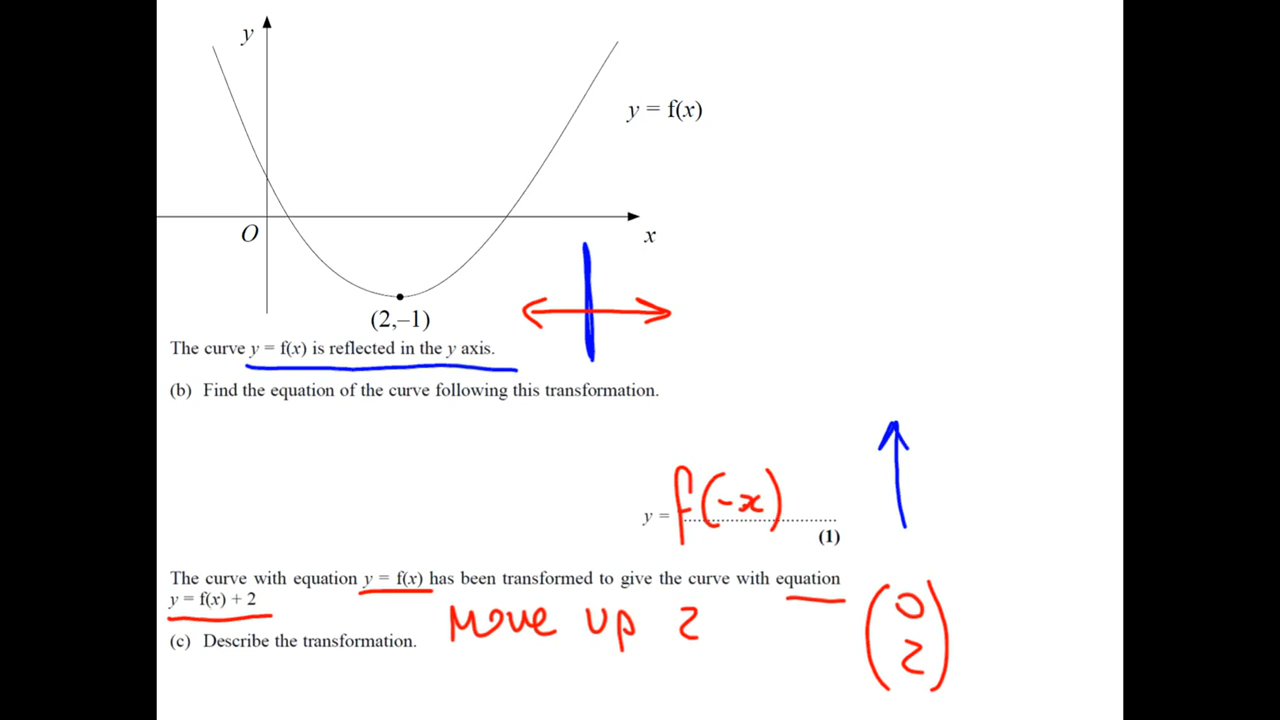 y
y = f(x)
O
x
(2,–1)
The curve y = f(x) is reflected in the y axis.
(b) Find the equation of the curve following this transformation.
y = f(-x)
(1)
The curve with equation y = f(x) has been transformed to give the curve with equation
y = f(x) + 2
Move up 2
(c) Describe the transformation.
(0
2)